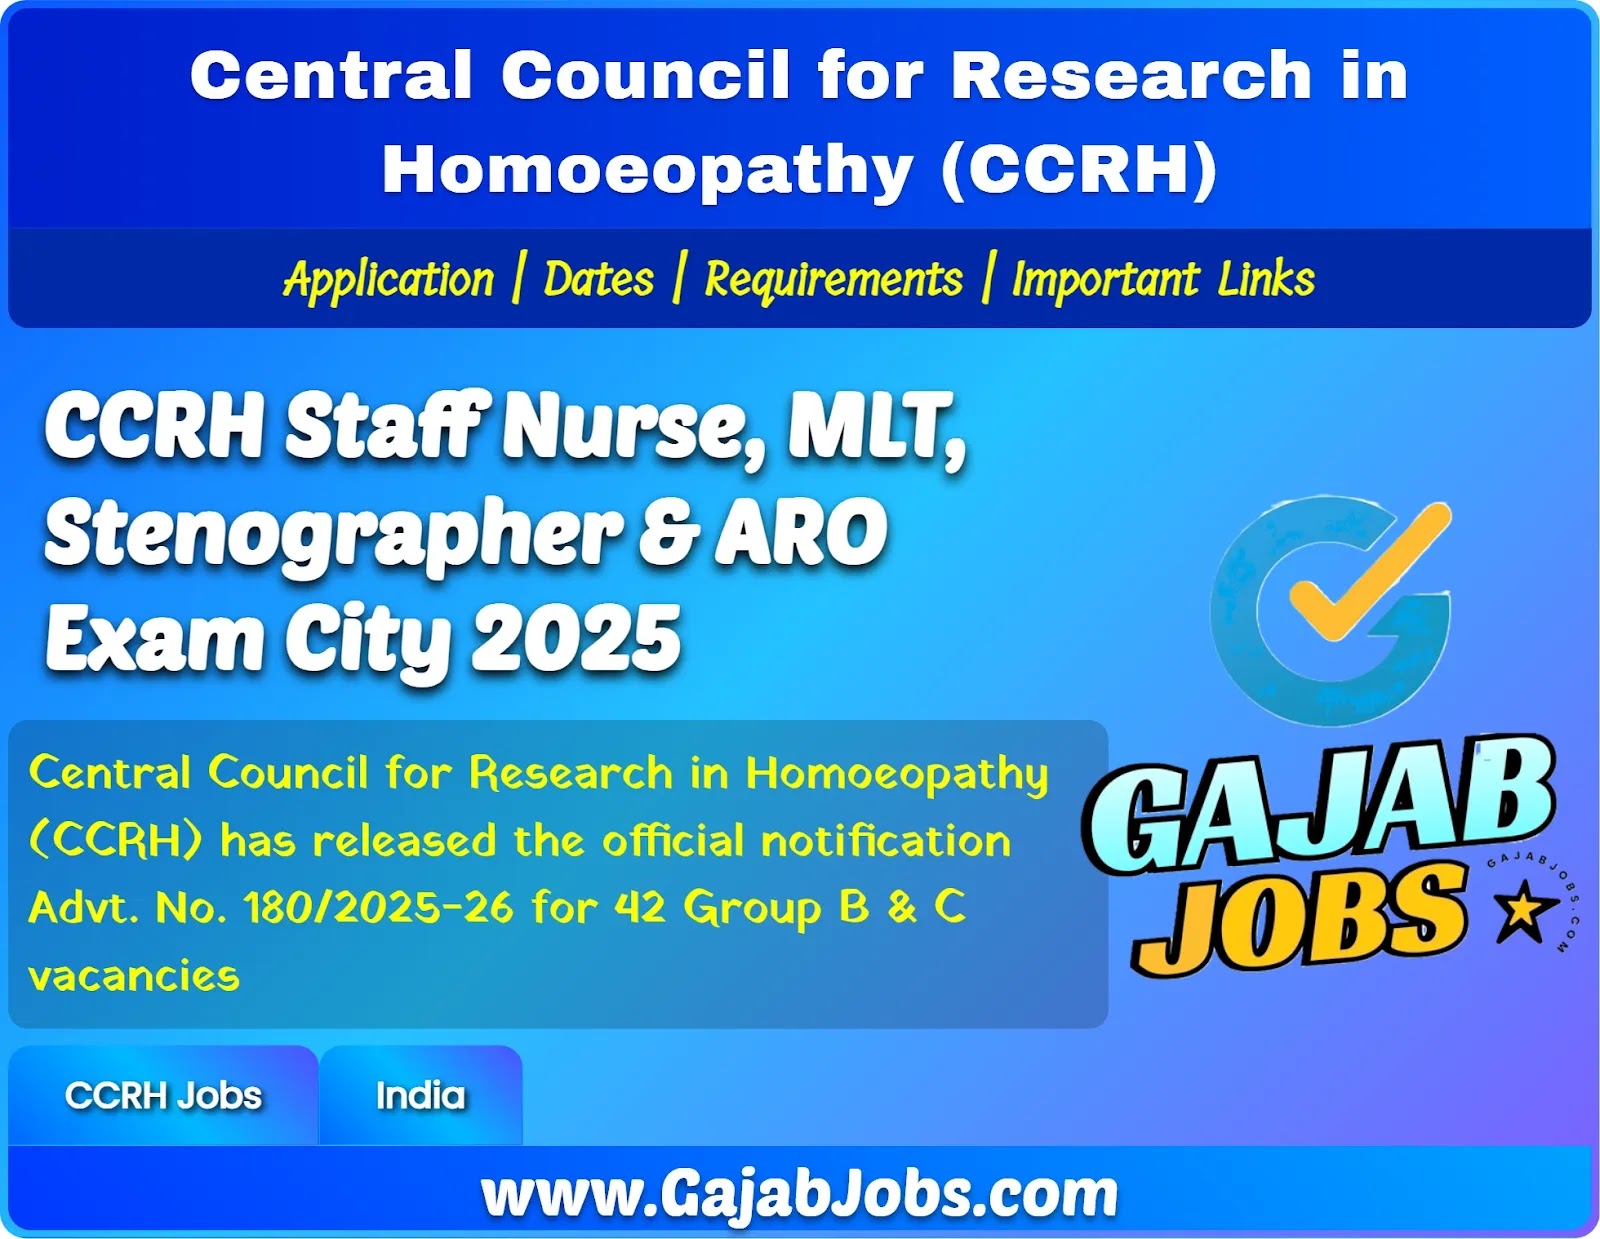 Central Council for Research in
Homoeopathy (CCRH)
Application | Dates | Requirements | Important Links
CCRH Staff Nurse, MLT,
Stenographer & ARO
Exam City 2025
Central Council for Research in Homoeopathy
(CCRH) has released the official notification
Advt. No. 180/2025-26 for 42 Group B & C
vacancies
GAJAB
JOBS
GAJABJOBS.COM
CCRH Jobs
India
www.GajabJobs.com